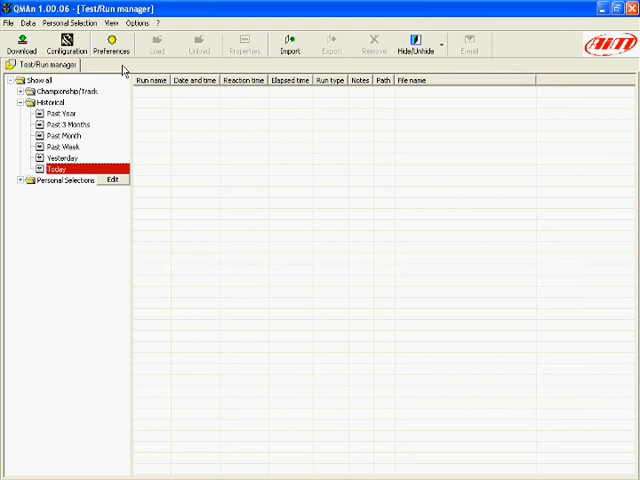 QMAn 1.00.06 - [Test/Run manager]
File Data Personal Selection View Options ?
Download Configuration Preferences Load Unload Properties Import Export Remove Hide/Unhide E-mail AIM
Test/Run manager
Show all
Championship/Track
Historical
Past Year
Past 3 Months
Past Month
Past Week
Yesterday
Today
Personal Selections
Edit
Run name Date and time Reaction time Elapsed time Run type Notes Path File name